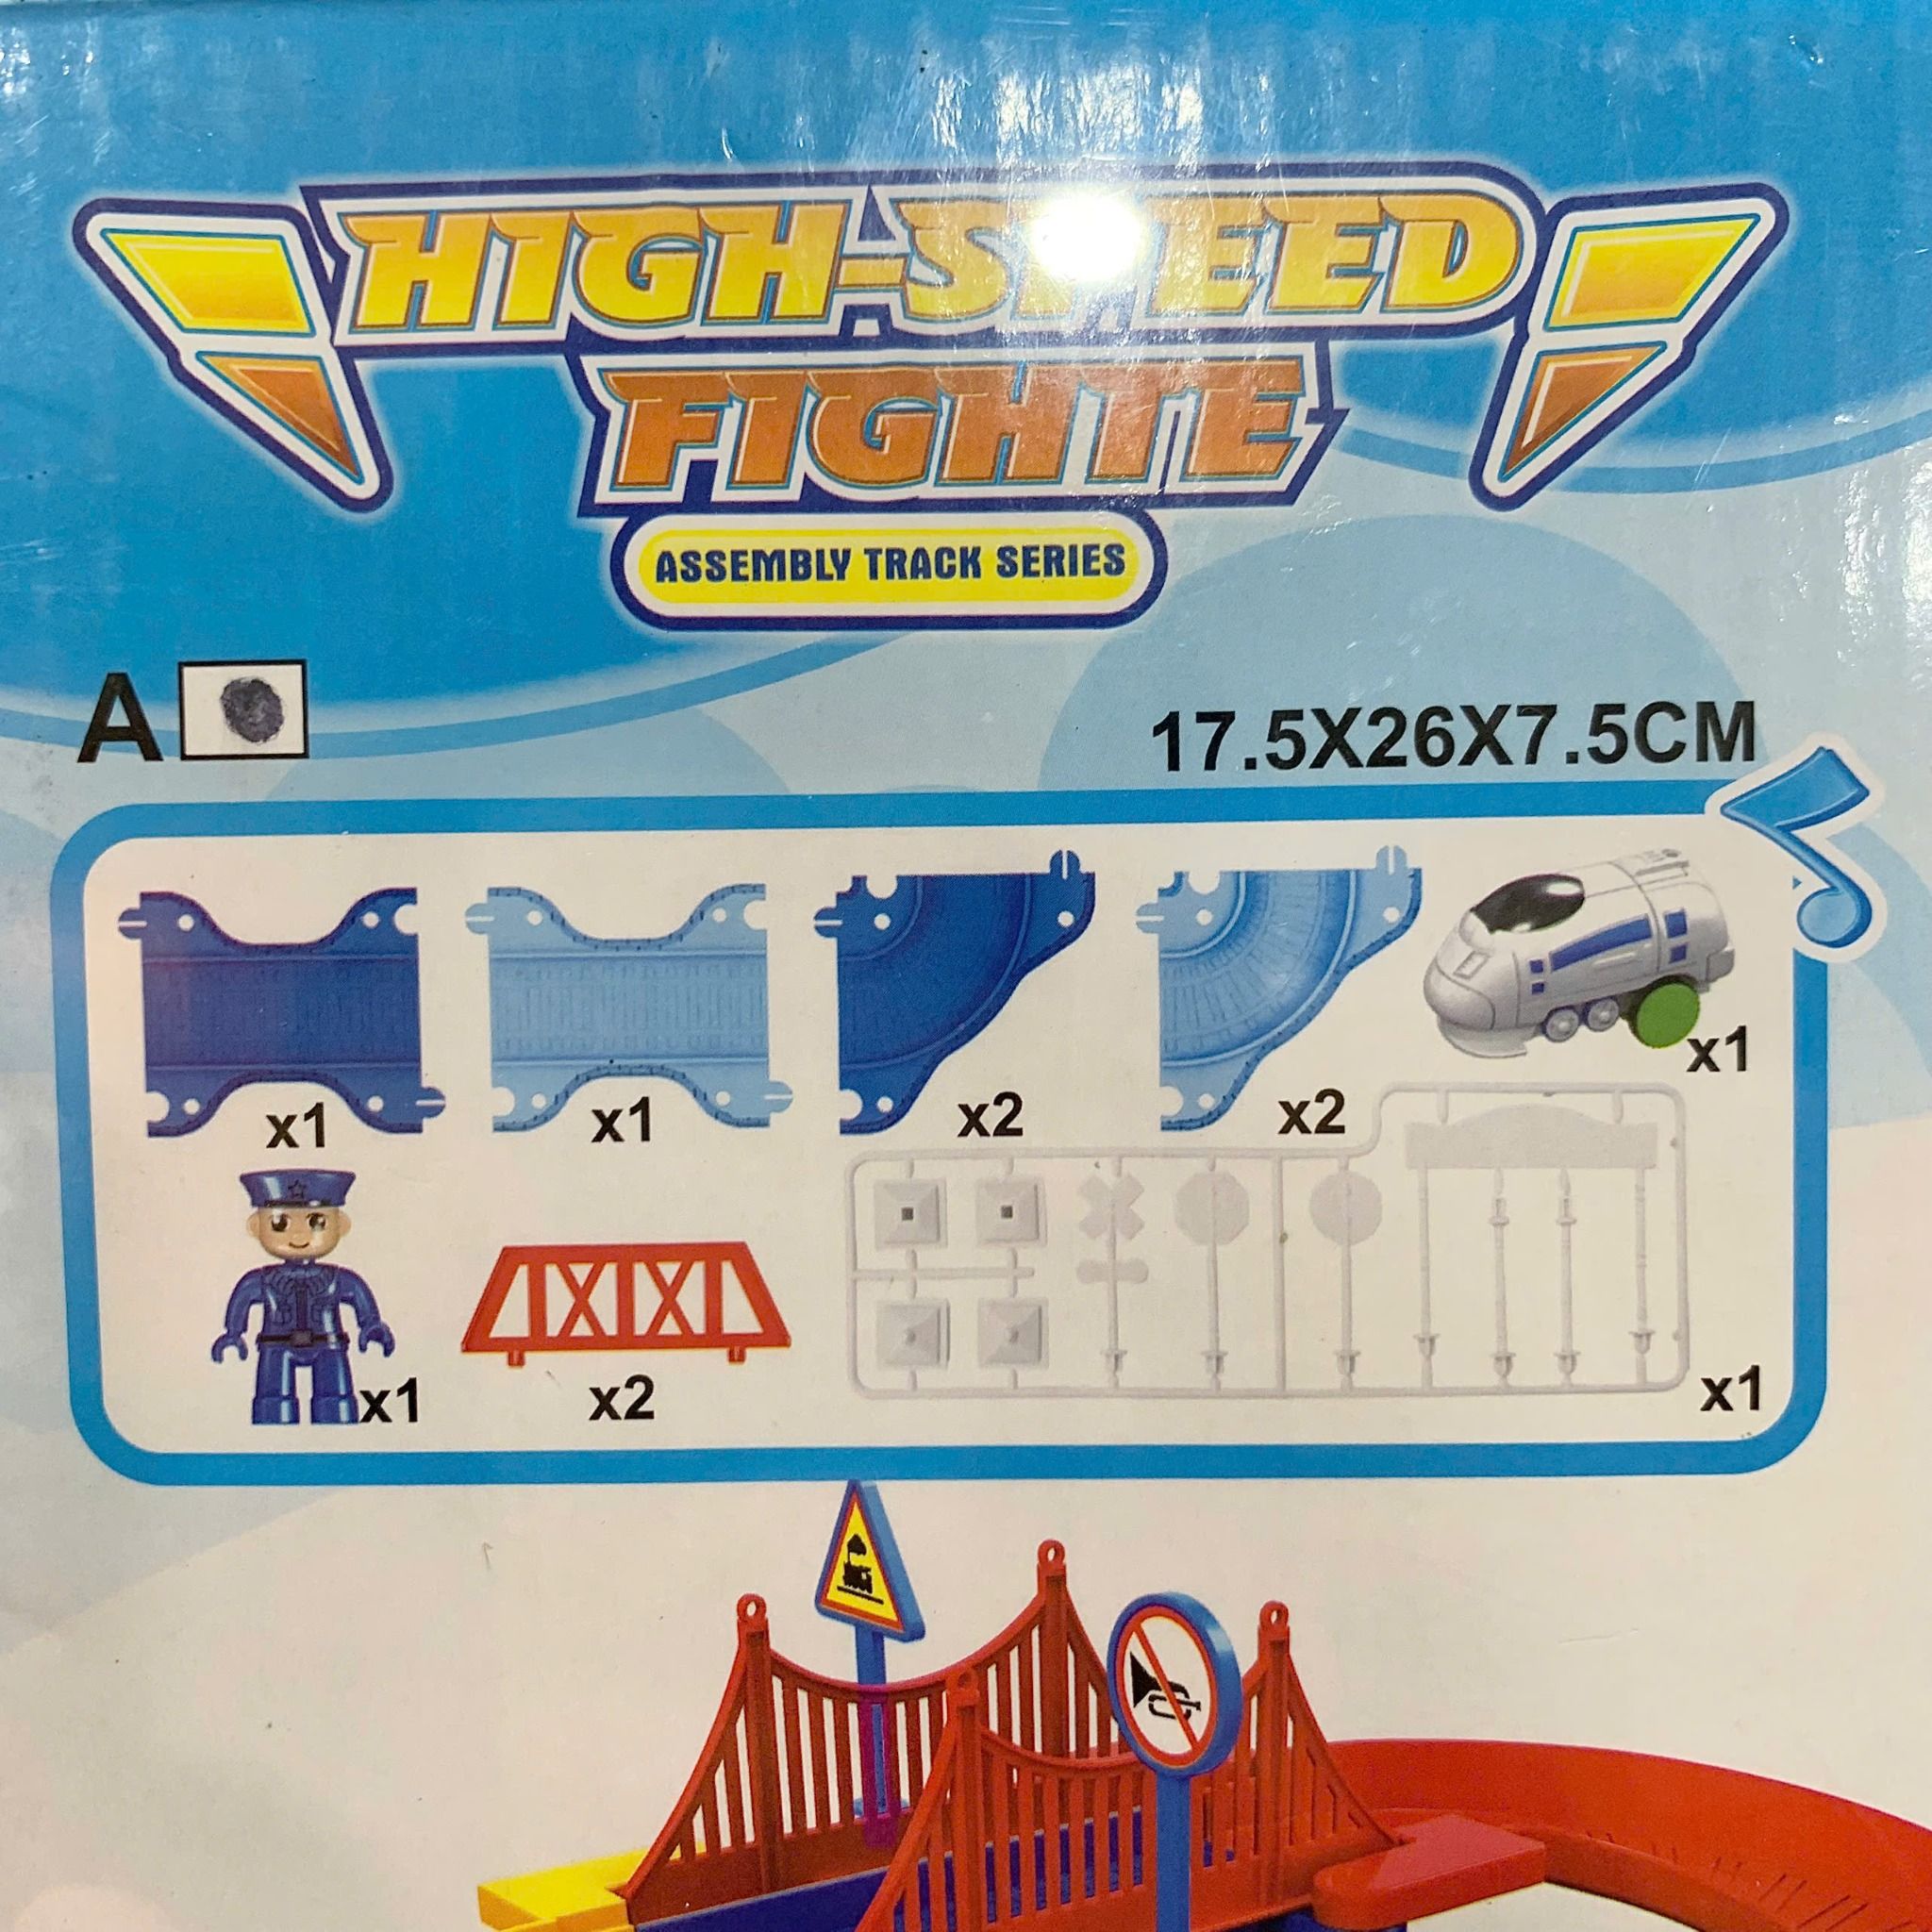 HIGH-SPEED
FIGHTE
ASSEMBLY TRACK SERIES
A
17.5X26X7.5CM
x1
x1
x2
x2
x1
x1
x2
x1